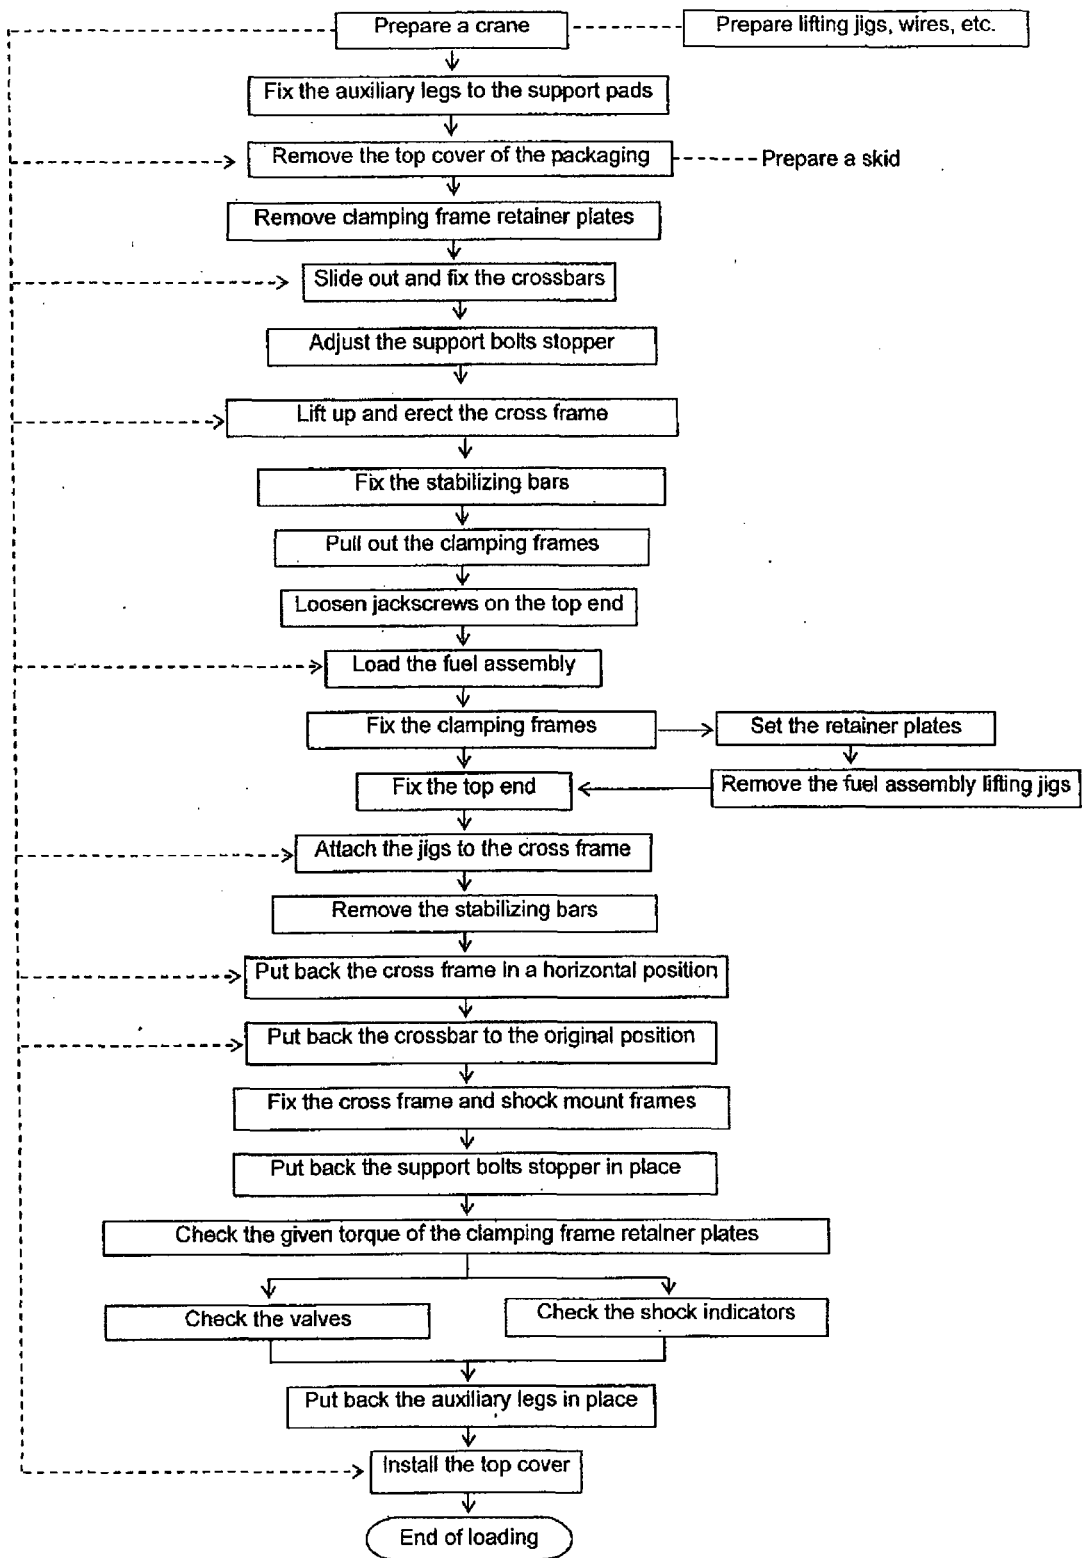 Prepare a crane
Prepare lifting jigs, wires, etc.
Fix the auxiliary legs to the support pads
Remove the top cover of the packaging
Prepare a skid
Remove clamping frame retainer plates
Slide out and fix the crossbars
Adjust the support bolts stopper
Lift up and erect the cross frame
Fix the stabilizing bars
Pull out the clamping frames
Loosen jackscrews on the top end
Load the fuel assembly
Fix the clamping frames
Set the retainer plates
Fix the top end
Remove the fuel assembly lifting jigs
Attach the jigs to the cross frame
Remove the stabilizing bars
Put back the cross frame in a horizontal position
Put back the crossbar to the original position
Fix the cross frame and shock mount frames
Put back the support bolts stopper in place
Check the given torque of the clamping frame retainer plates
Check the valves
Check the shock indicators
Put back the auxiliary legs in place
Install the top cover
End of loading